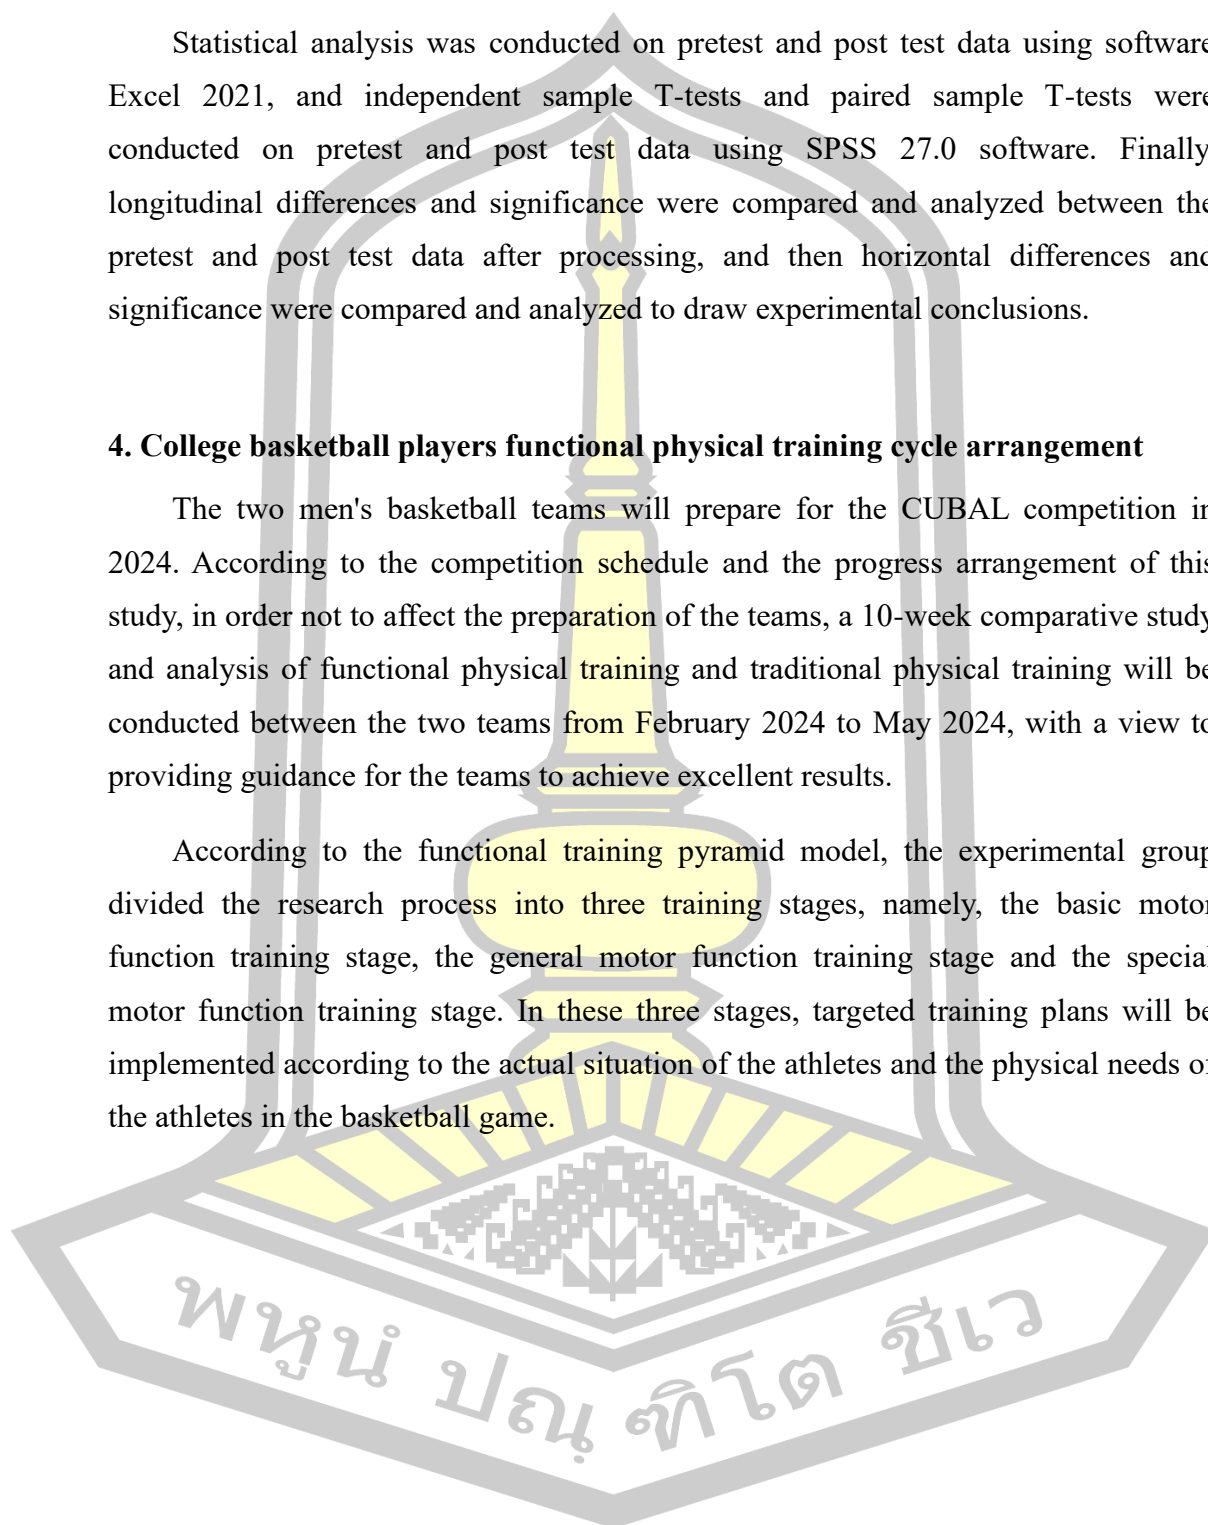 Statistical analysis was conducted on pretest and post test data using software
Excel 2021, and independent sample T-tests and paired sample T-tests were
conducted on pretest and post test data using SPSS 27.0 software. Finally
longitudinal differences and significance were compared and analyzed between the
pretest and post test data after processing, and then horizontal differences and
significance were compared and analyzed to draw experimental conclusions.
4. College basketball players functional physical training cycle arrangement
The two men's basketball teams will prepare for the CUBAL competition in
2024. According to the competition schedule and the progress arrangement of this
study, in order not to affect the preparation of the teams, a 10-week comparative study
and analysis of functional physical training and traditional physical training will be
conducted between the two teams from February 2024 to May 2024, with a view to
providing guidance for the teams to achieve excellent results.
According to the functional training pyramid model, the experimental group
divided the research process into three training stages, namely, the basic motor
function training stage, the general motor function training stage and the special
motor function training stage. In these three stages, targeted training plans will be
implemented according to the actual situation of the athletes and the physical needs of
the athletes in the basketball game.
พหูนํ ปณฺฑิโต ชีเว